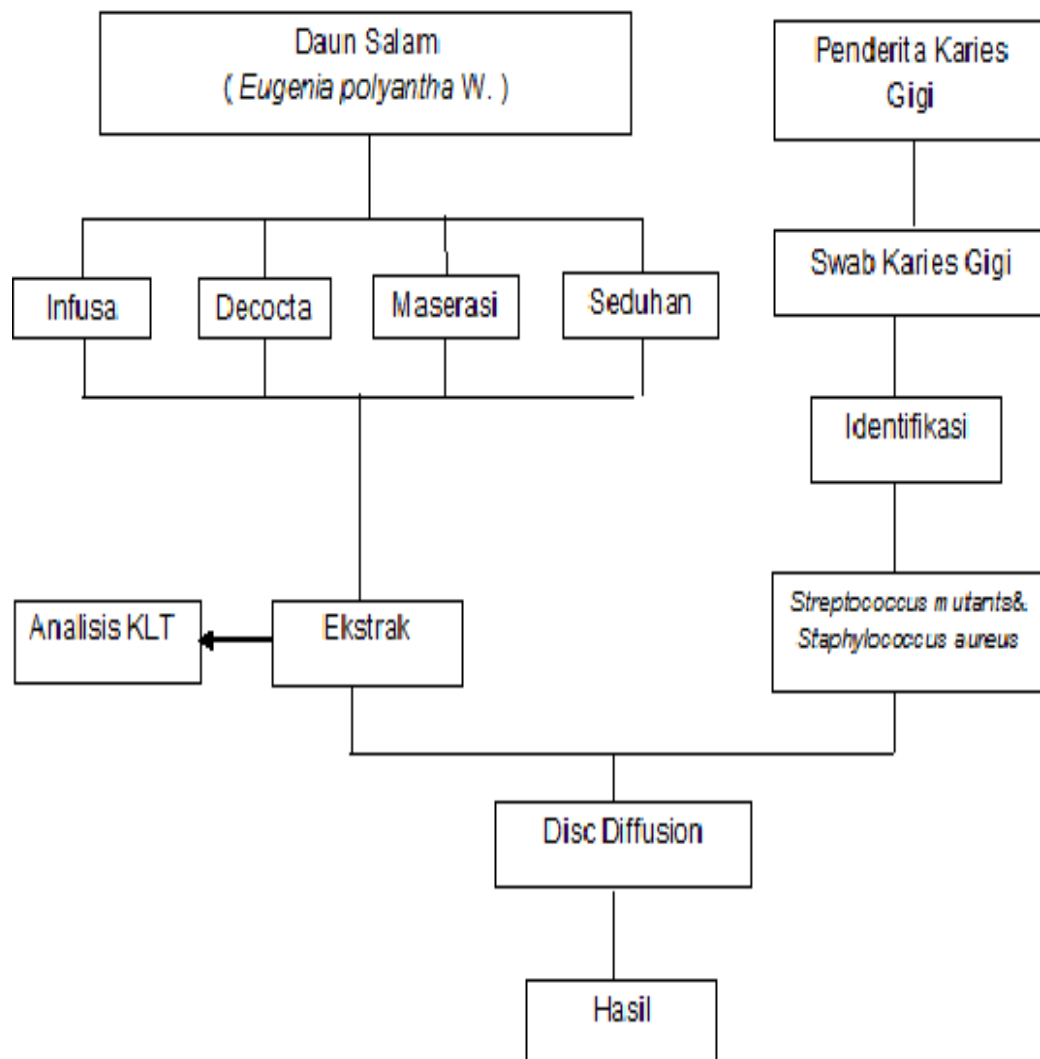 Daun Salam
( Eugenia polyantha W. )
Penderita Karies
Gigi
Swab Karies Gigi
Infusa
Decocta
Maserasi
Seduhan
Identifikasi
Streptococcus mutants&
Staphylococcus aureus
Analisis KLT
Ekstrak
Disc Diffusion
Hasil